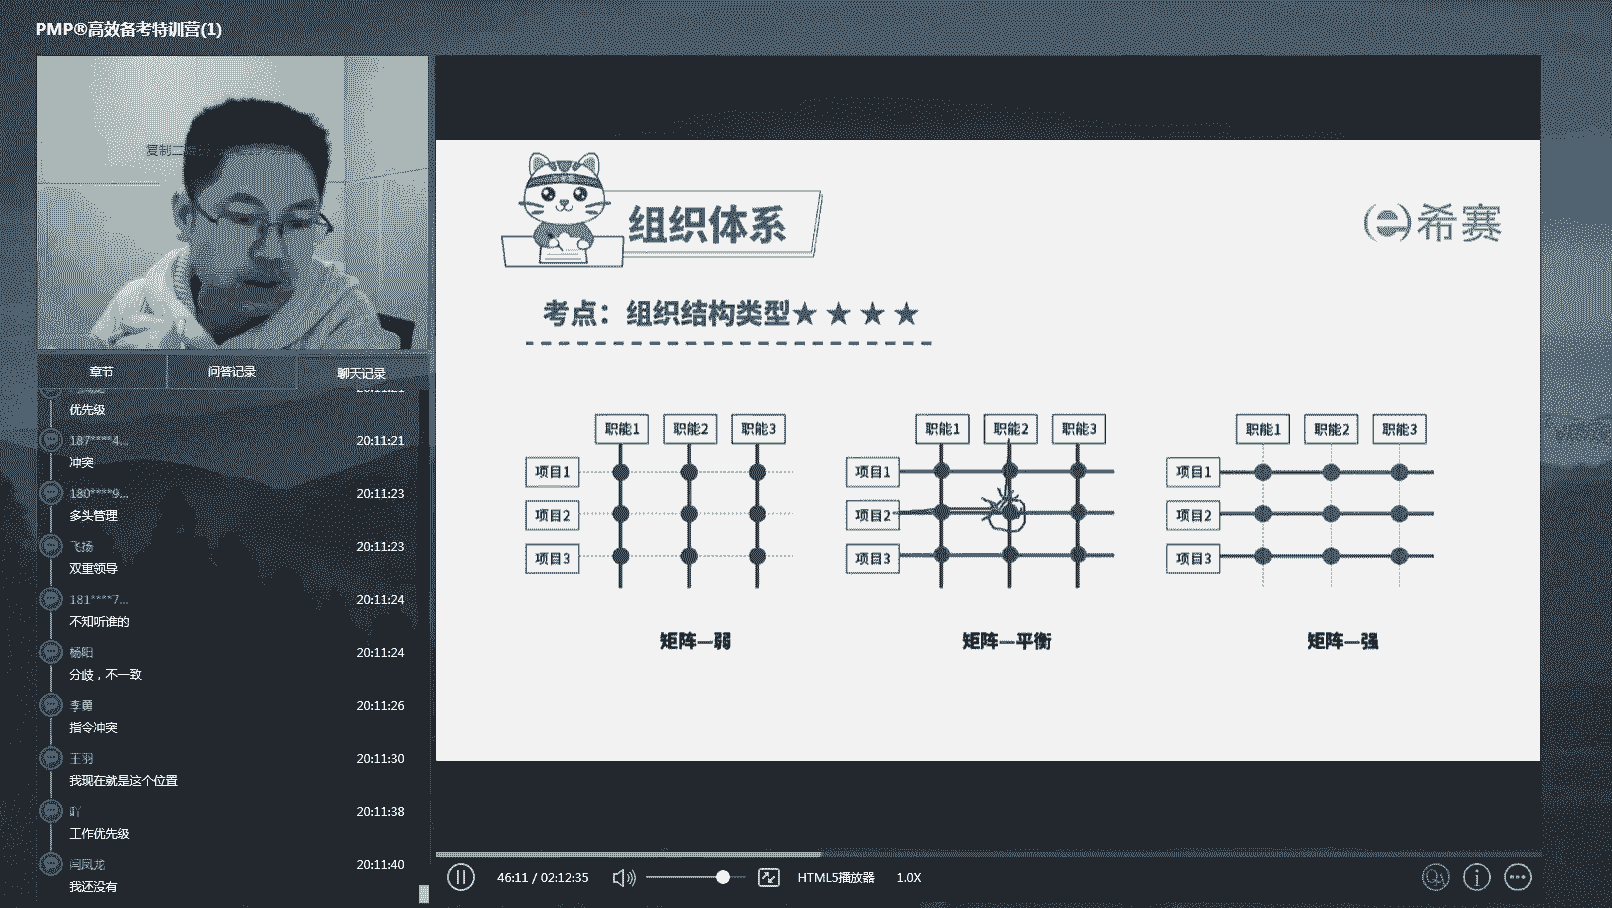 PMP®高效备考特训营(1)
章节
问答记录
聊天记录
优先级
187****4...
20:11:21
冲突
180****9...
20:11:23
多头管理
飞扬
20:11:23
双重领导
181****7...
20:11:24
不知听谁的
杨阳
20:11:24
分歧，不一致
李勇
20:11:26
指令冲突
王羽
20:11:30
我现在就是这个位置
吖
20:11:38
工作优先级
闫凤龙
20:11:40
我还没有
组织体系
希赛
考点：组织结构类型★★★★
职能1 职能2 职能3
项目1
项目2
项目3
矩阵—弱
职能1 职能2 职能3
项目1
项目2
项目3
矩阵—平衡
职能1 职能2 职能3
项目1
项目2
项目3
矩阵—强
46:11 / 02:12:35
HTML5播放器
1.0X